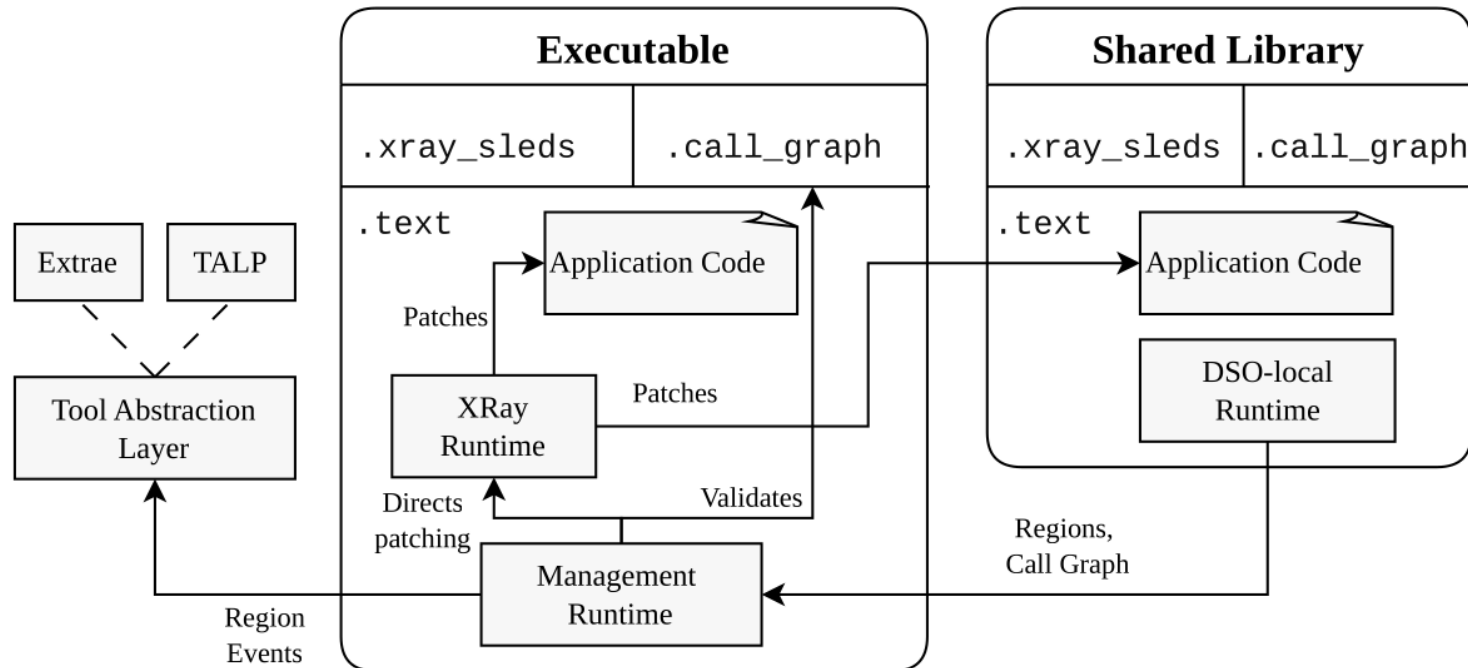 Executable
Shared Library
.xray_sleds
.call_graph
.xray_sleds
.call_graph
.text
.text
Extrae
TALP
Application Code
Application Code
Patches
Tool Abstraction
Layer
XRay
Runtime
Patches
DSO-local
Runtime
Directs
patching
Validates
Regions,
Call Graph
Management
Runtime
Region
Events